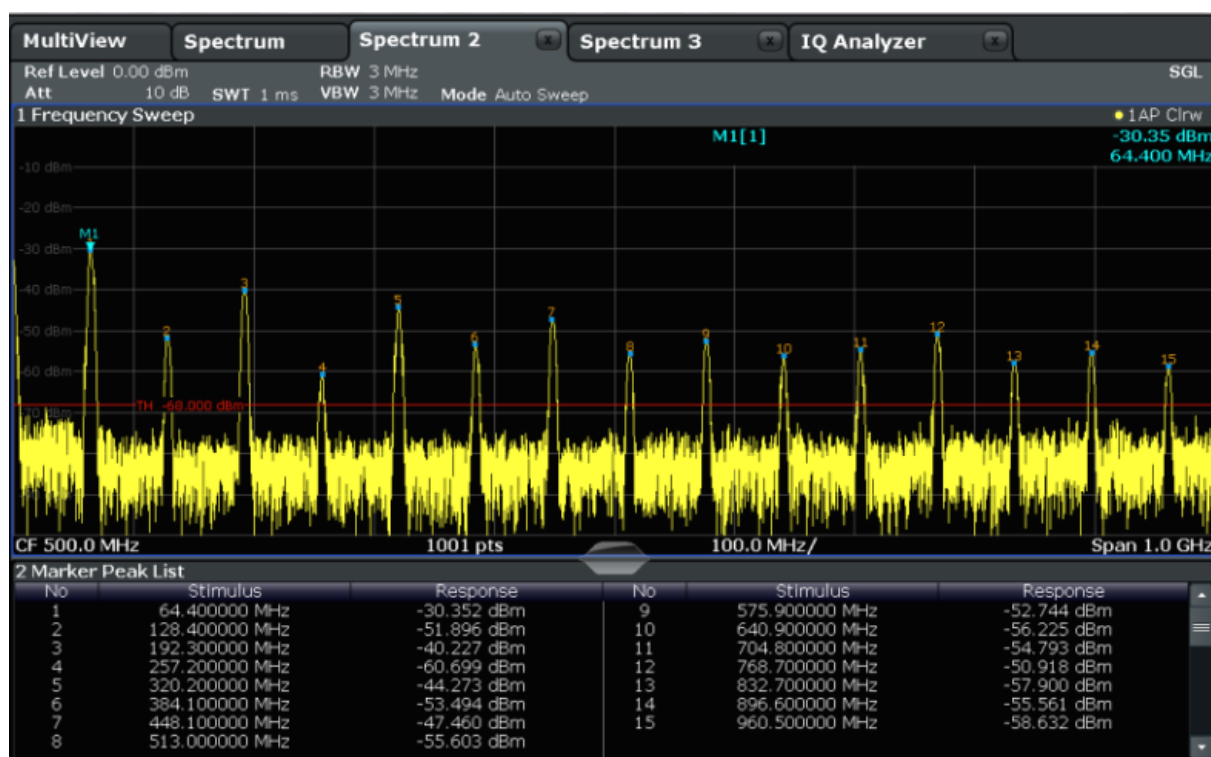 MultiView Spectrum Spectrum 2 x Spectrum 3 x IQ Analyzer x
Ref Level 0.00 dBm RBW 3 MHz SGL
Att 10 dB SWT 1 ms VBW 3 MHz Mode Auto Sweep
1 Frequency Sweep 1AP Clrw
M1[1] -30.35 dBm
64.400 MHz
-10 dBm
-20 dBm
M1
-30 dBm
3
-40 dBm
5
7
-50 dBm
2 6 9 12
8 10 11 13 14 15
-60 dBm
4
TH -68.000 dBm
-70 dBm
CF 500.0 MHz 1001 pts 100.0 MHz/ Span 1.0 GHz
2 Marker Peak List
No Stimulus Response No Stimulus Response
1 64.400000 MHz -30.352 dBm 9 575.900000 MHz -52.744 dBm
2 128.400000 MHz -51.896 dBm 10 640.900000 MHz -56.225 dBm
3 192.300000 MHz -40.227 dBm 11 704.800000 MHz -54.793 dBm
4 257.200000 MHz -60.699 dBm 12 768.700000 MHz -50.918 dBm
5 320.200000 MHz -44.273 dBm 13 832.700000 MHz -57.900 dBm
6 384.100000 MHz -53.494 dBm 14 896.600000 MHz -55.561 dBm
7 448.100000 MHz -47.460 dBm 15 960.500000 MHz -58.632 dBm
8 513.000000 MHz -55.603 dBm